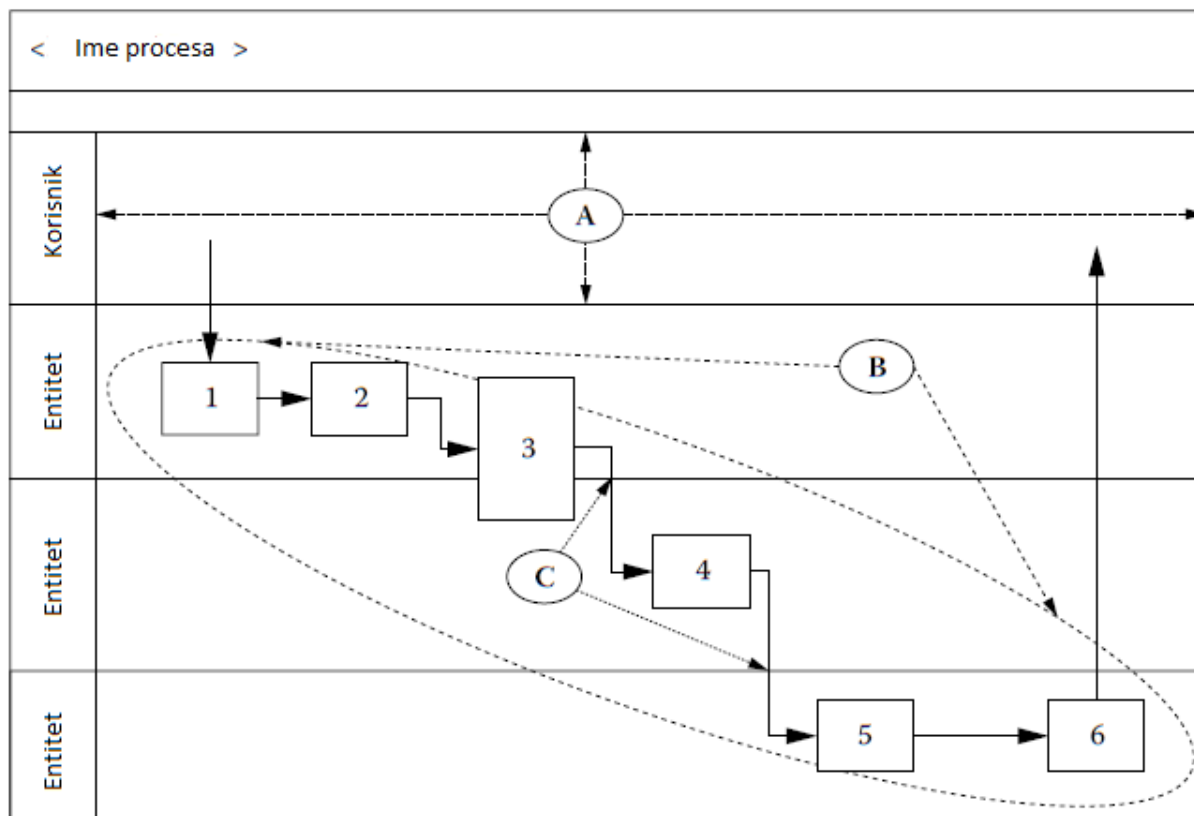 < Ime procesa >
Korisnik
A
Entitet
B
1
2
3
Entitet
C
4
Entitet
5
6